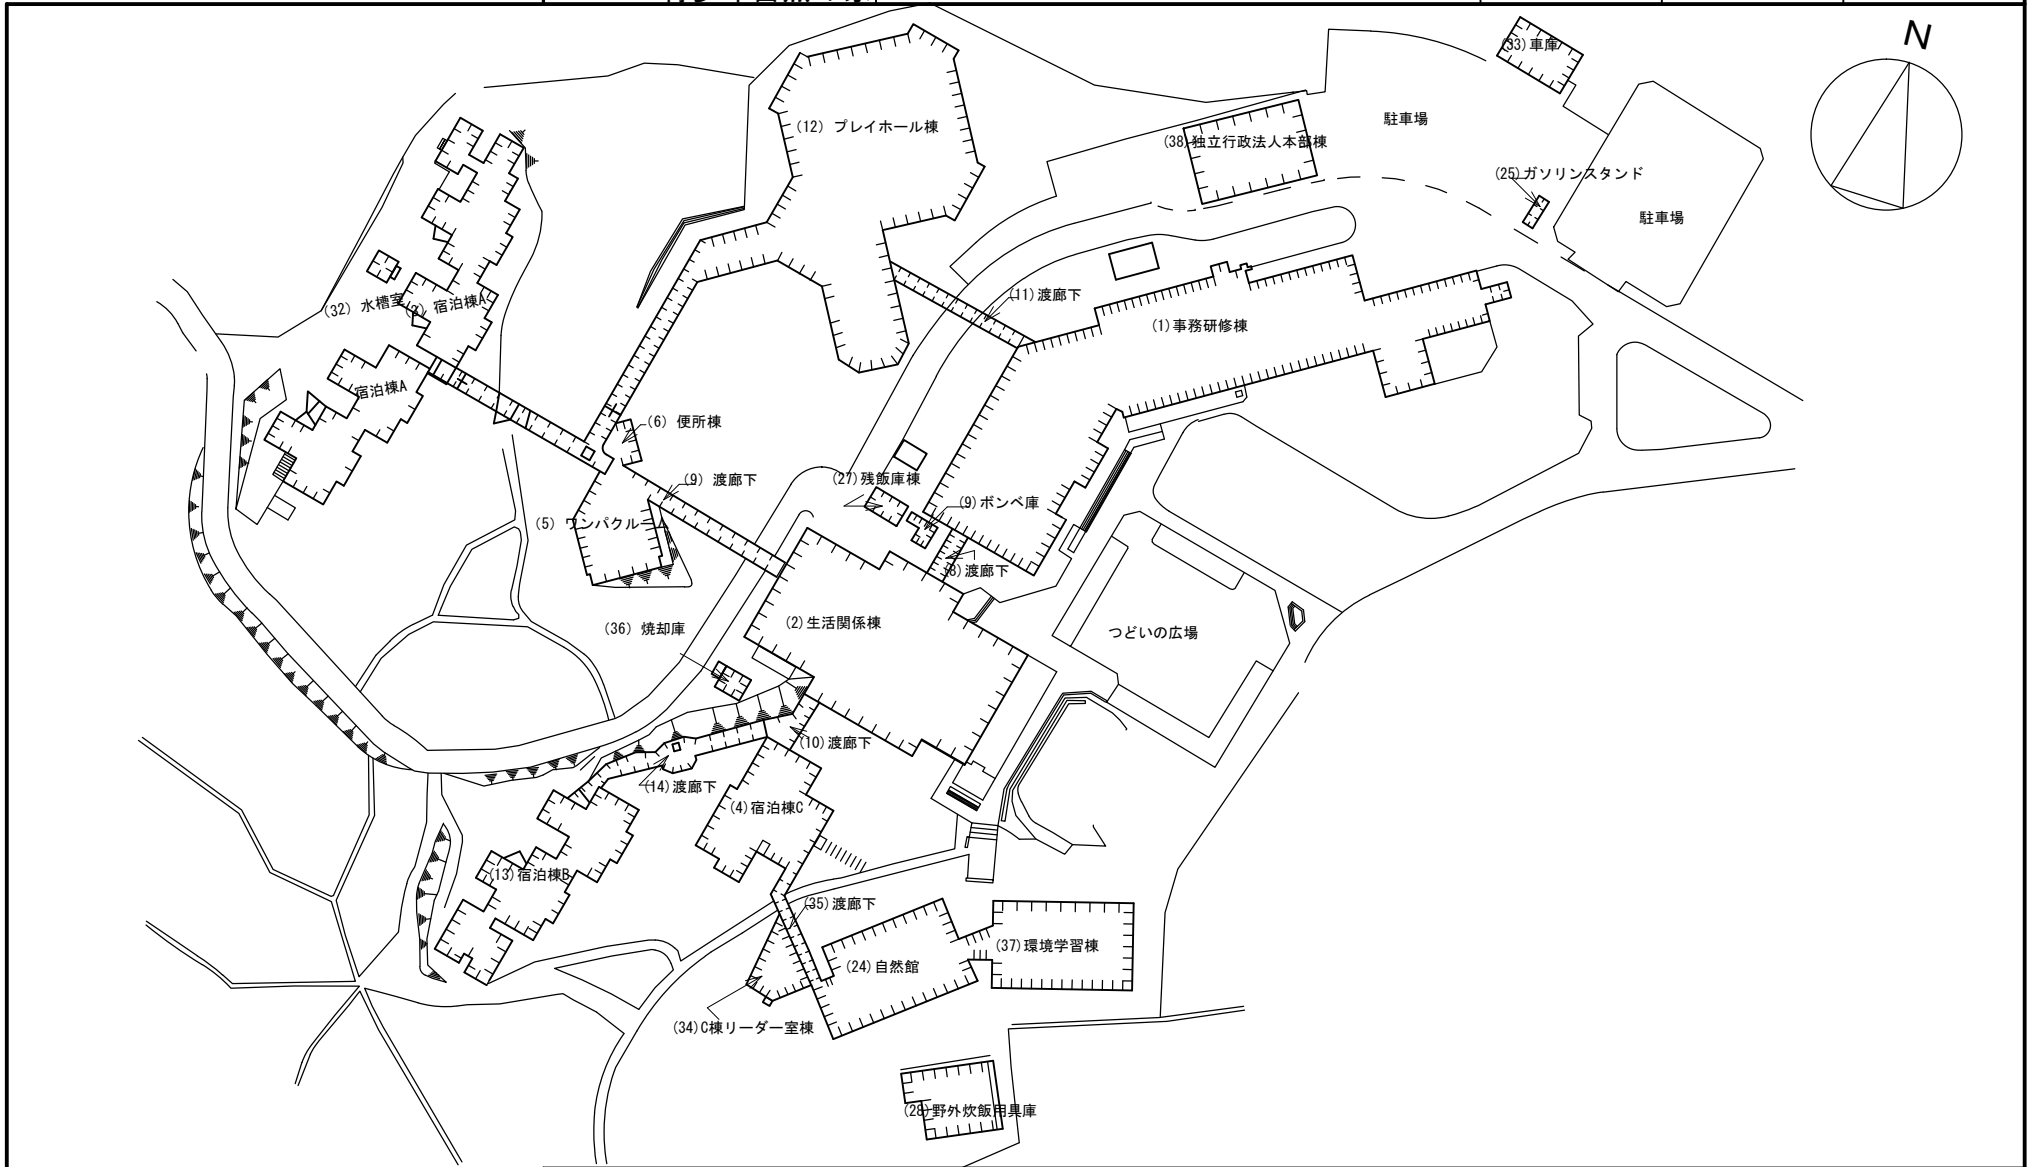 N
(33)車庫
駐車場
(12) プレイホール棟
(38)独立行政法人本部棟
(25)ガソリンスタンド
駐車場
(32) 水槽室
(3) 宿泊棟A
(11)渡廊下
(1)事務研修棟
宿泊棟A
(6) 便所棟
(9) 渡廊下
(27)残飯庫棟
(9)ボンベ庫
(5) ワンパクルーム
(8)渡廊下
(36) 焼却庫
(2)生活関係棟
つどいの広場
(10)渡廊下
(14)渡廊下
(4)宿泊棟C
(13)宿泊棟B
(35)渡廊下
(37)環境学習棟
(24)自然館
(34)C棟リーダー室棟
(28)野外炊飯用具庫